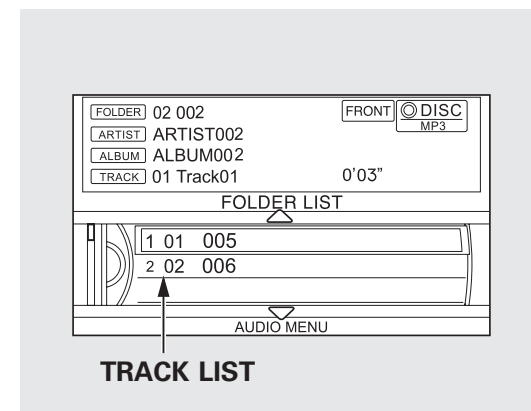 FOLDER 02 002 FRONT DISC
MP3
ARTIST ARTIST002
ALBUM ALBUM002
TRACK 01 Track01 0'03"
FOLDER LIST
1 01 005
2 02 006
AUDIO MENU
TRACK LIST